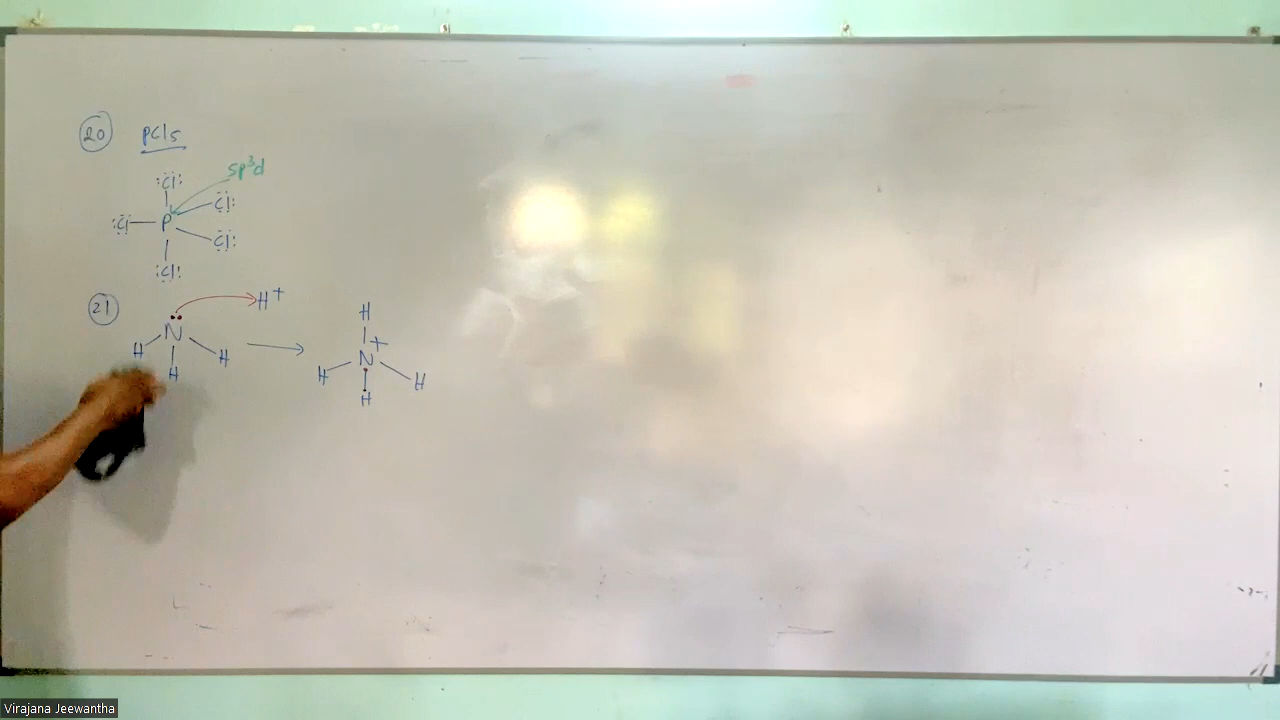 20 PCl5
sp³d
:Cl:
:Cl P Cl:
Cl:
:Cl:
21
N H+
H H H
H
N+
H H H
Virajana Jeewantha